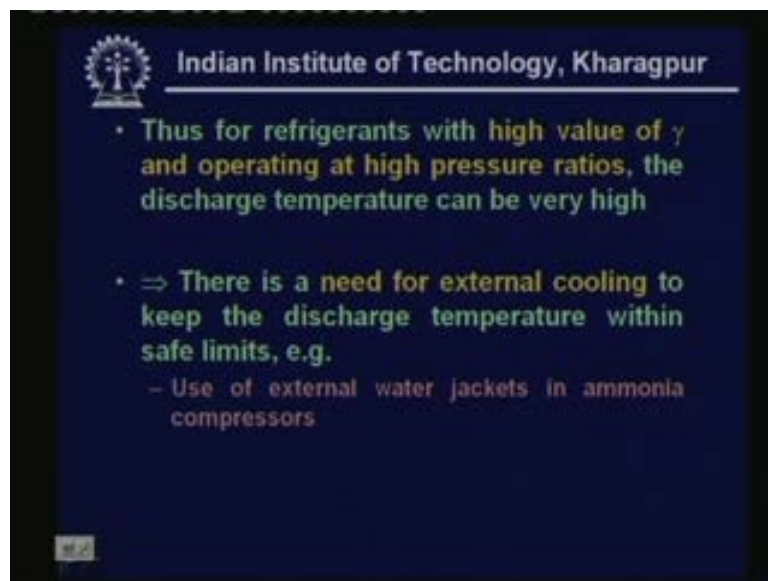 Indian Institute of Technology, Kharagpur
• Thus for refrigerants with high value of γ
and operating at high pressure ratios, the
discharge temperature can be very high
• ⇒ There is a need for external cooling to
keep the discharge temperature within
safe limits, e.g.
– Use of external water jackets in ammonia
compressors